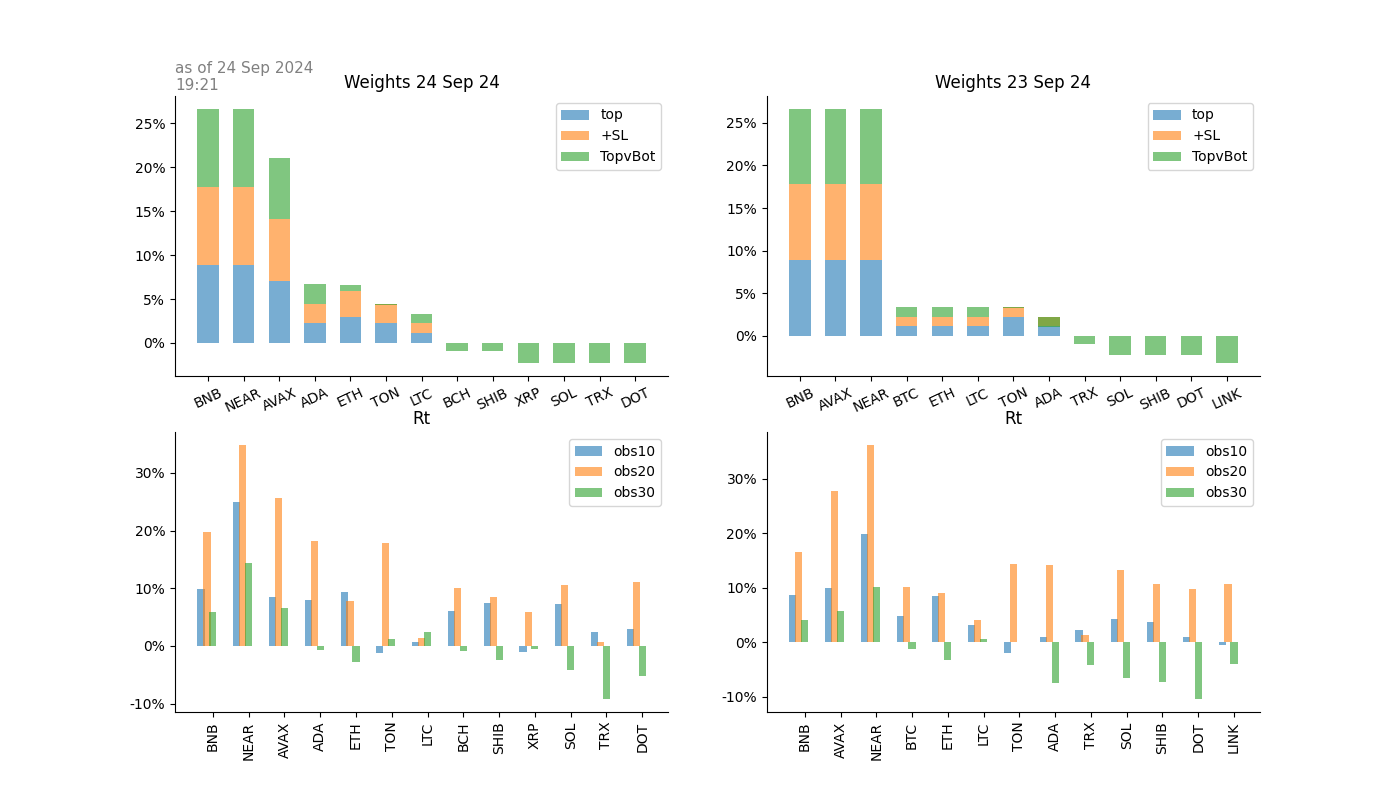 as of 24 Sep 2024
19:21
Weights 24 Sep 24
25%
20%
15%
10%
5%
0%
top
+SL
TopvBot
BNB NEAR AVAX ADA ETH TON LTC BCH SHIB XRP SOL TRX DOT
Weights 23 Sep 24
25%
20%
15%
10%
5%
0%
top
+SL
TopvBot
BNB AVAX NEAR BTC ETH LTC TON ADA TRX SOL SHIB DOT LINK
Rt
30%
20%
10%
0%
-10%
obs10
obs20
obs30
BNB NEAR AVAX ADA ETH TON LTC BCH SHIB XRP SOL TRX DOT
Rt
30%
20%
10%
0%
-10%
obs10
obs20
obs30
BNB AVAX NEAR BTC ETH LTC TON ADA TRX SOL SHIB DOT LINK